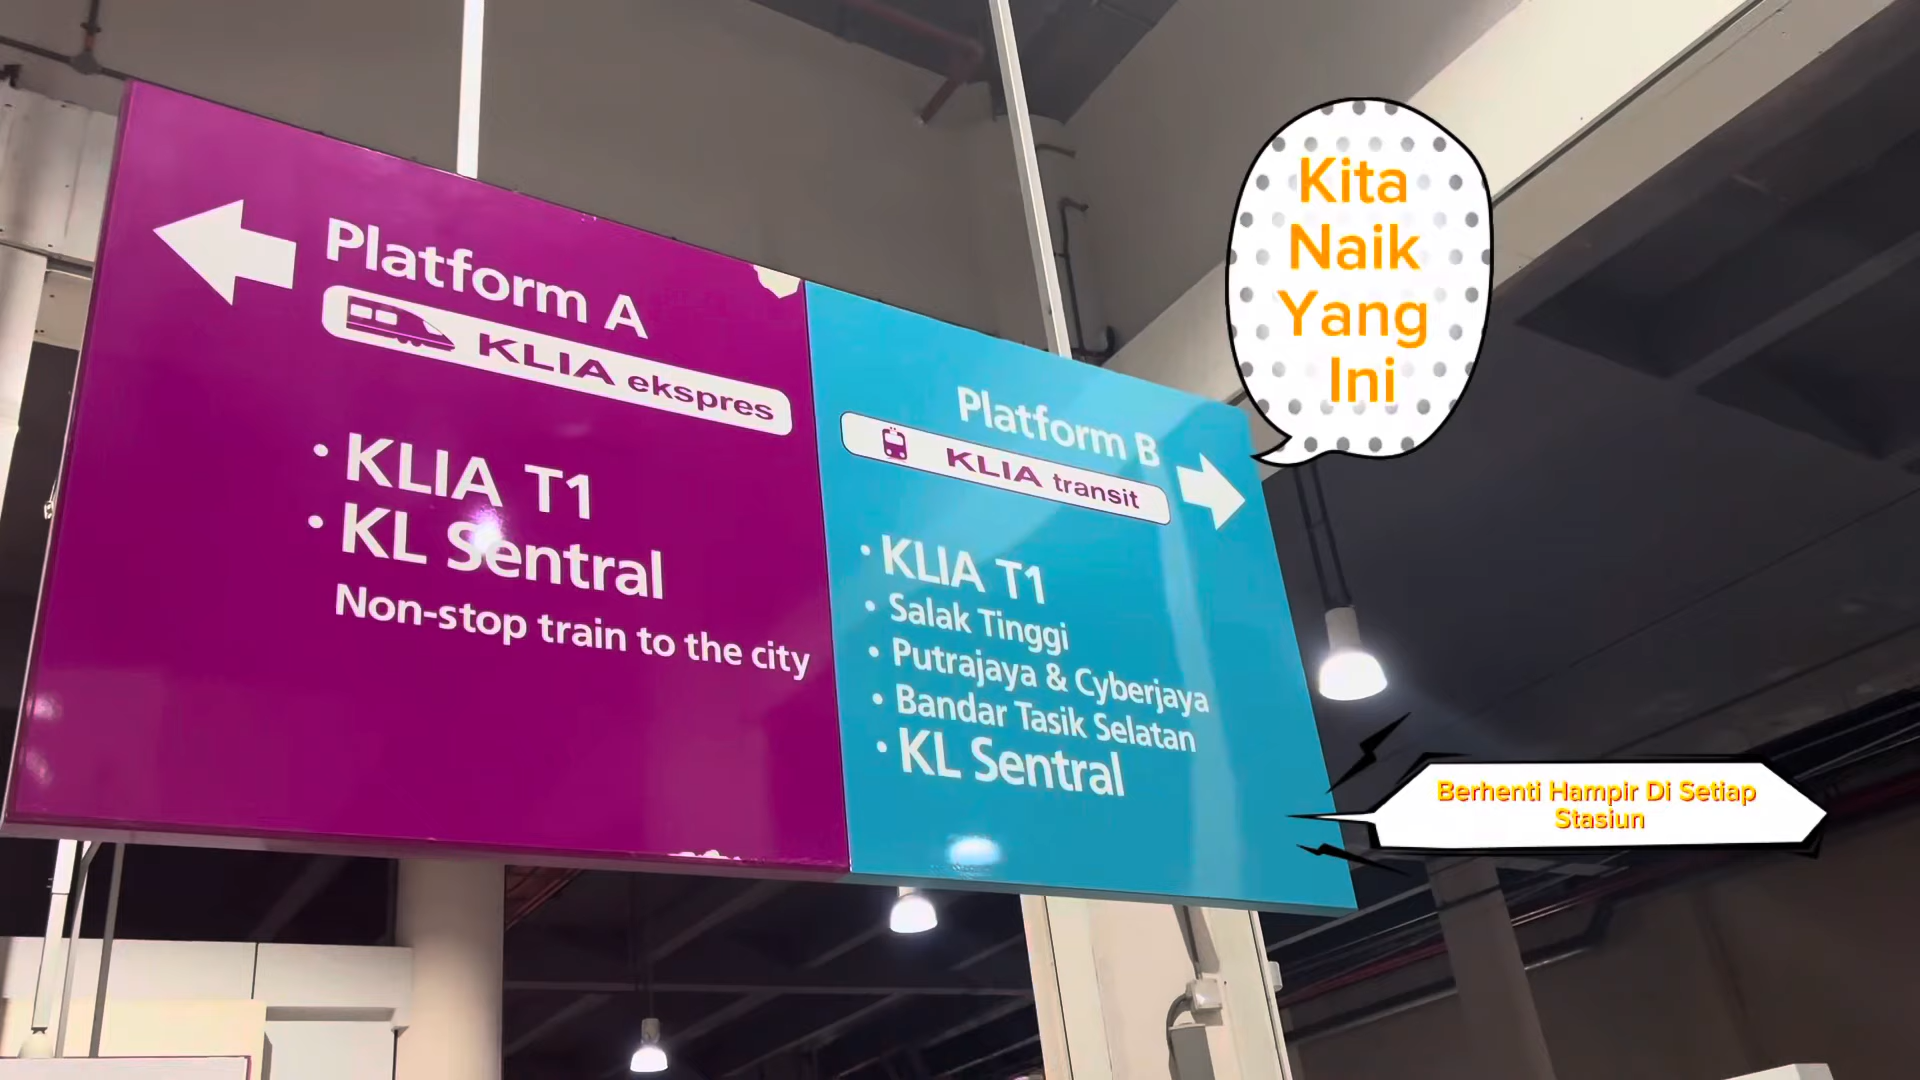 Platform A
KLIA ekspres
• KLIA T1
• KL Sentral
Non-stop train to the city
Platform B
KLIA transit
• KLIA T1
• Salak Tinggi
• Putrajaya & Cyberjaya
• Bandar Tasik Selatan
• KL Sentral
Kita
Naik
Yang
Ini
Berhenti Hampir Di Setiap
Stasiun